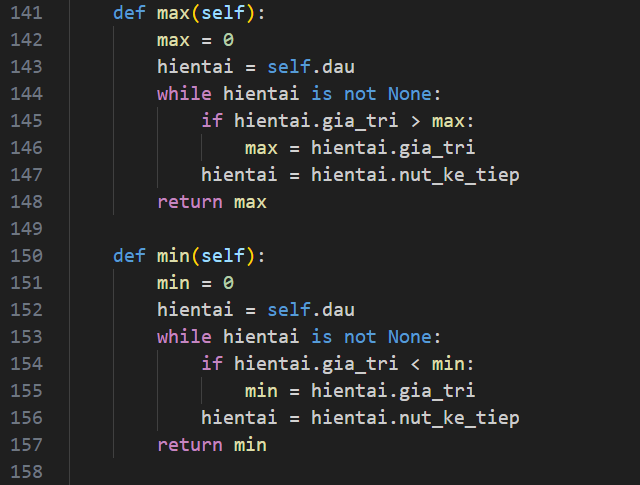 141 def max(self):
142 max = 0
143 hientai = self.dau
144 while hientai is not None:
145 if hientai.gia_tri > max:
146 max = hientai.gia_tri
147 hientai = hientai.nut_ke_tiep
148 return max
149
150 def min(self):
151 min = 0
152 hientai = self.dau
153 while hientai is not None:
154 if hientai.gia_tri < min:
155 min = hientai.gia_tri
156 hientai = hientai.nut_ke_tiep
157 return min
158